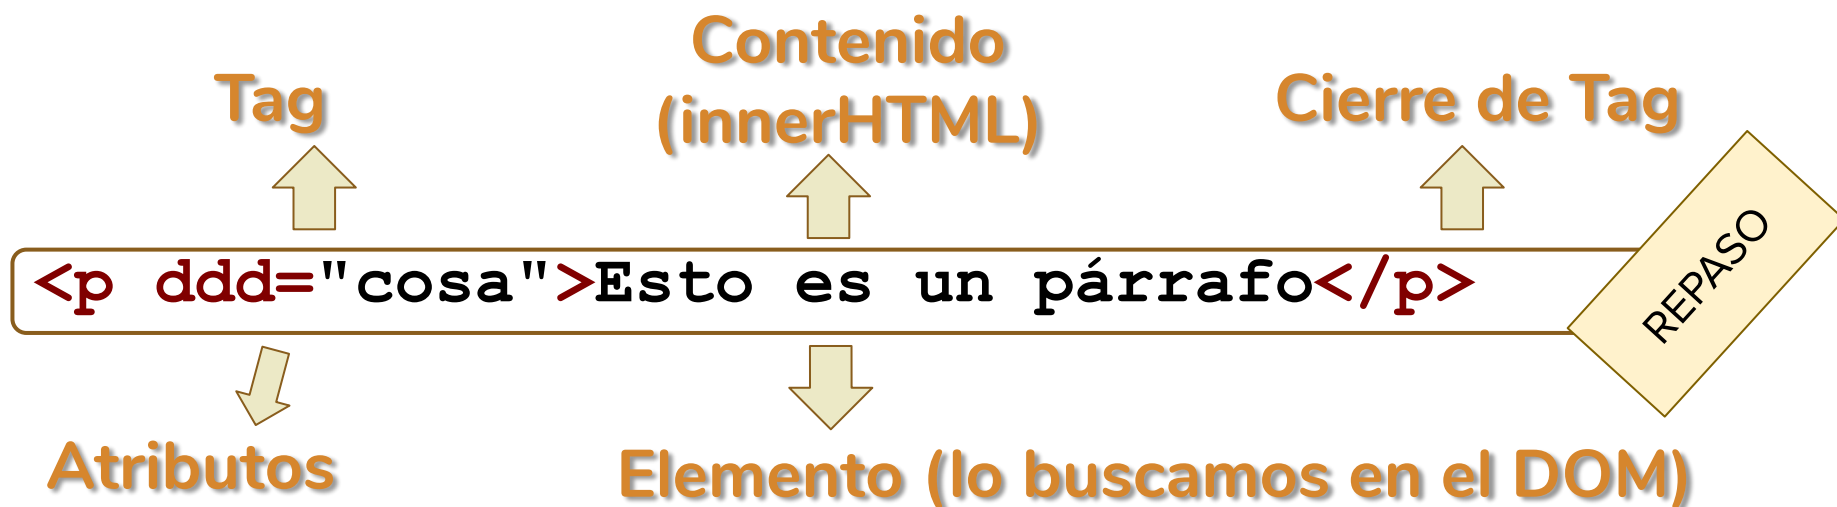 Contenido
Tag
(innerHTML)
Cierre de Tag
<p ddd="cosa">Esto es un párrafo</p>
REPASO
Atributos
Elemento (lo buscamos en el DOM)